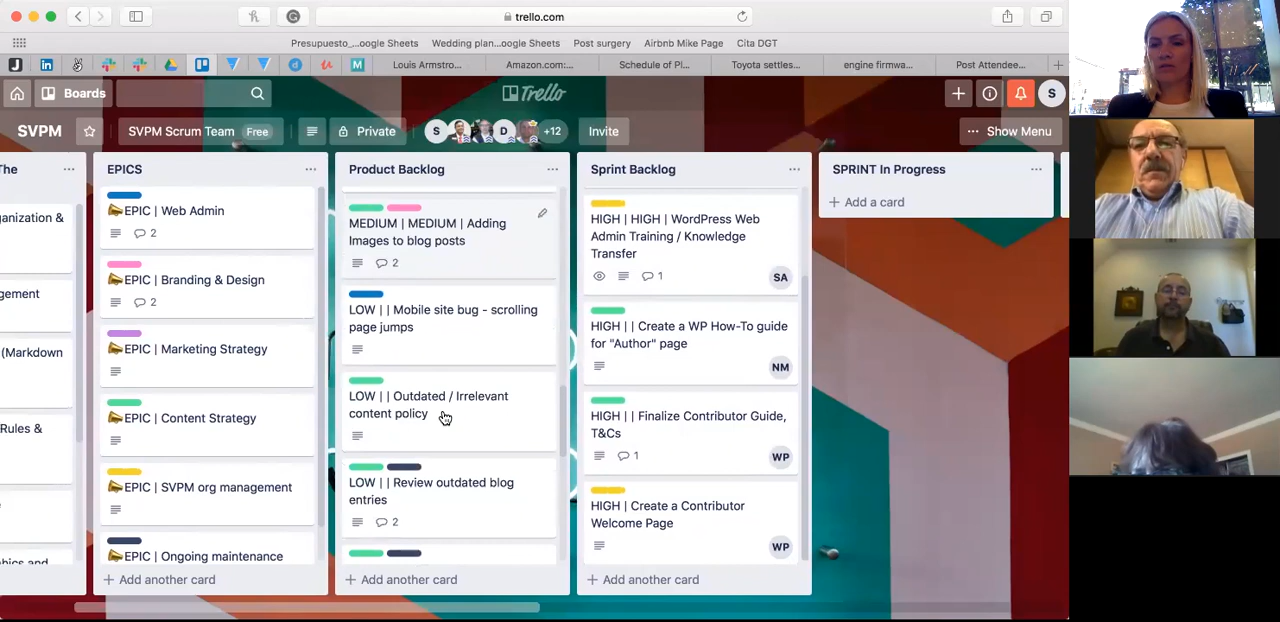 trello.com
Presupuesto_...oogle Sheets
Wedding plan...oogle Sheets
Post surgery
Airbnb Mike Page
Cita DGT
Louis Armstro...
Amazon.com:...
Schedule of Pi...
Toyota settles...
engine firmwa...
Post Attendee...
Boards
Trello
S
SVPM
SVPM Scrum Team Free
Private
S
D
+12
Invite
Show Menu
The
ganization &
gement
(Markdown
Rules &
EPICS
EPIC | Web Admin
2
EPIC | Branding & Design
2
EPIC | Marketing Strategy
EPIC | Content Strategy
EPIC | SVPM org management
EPIC | Ongoing maintenance
+ Add another card
Product Backlog
MEDIUM | MEDIUM | Adding
Images to blog posts
2
LOW | | Mobile site bug - scrolling
page jumps
LOW | | Outdated / Irrelevant
content policy
LOW | | Review outdated blog
entries
2
+ Add another card
Sprint Backlog
HIGH | HIGH | WordPress Web
Admin Training / Knowledge
Transfer
1
SA
HIGH | | Create a WP How-To guide
for "Author" page
NM
HIGH | | Finalize Contributor Guide,
T&Cs
1
WP
HIGH | Create a Contributor
Welcome Page
WP
+ Add another card
SPRINT In Progress
+ Add a card